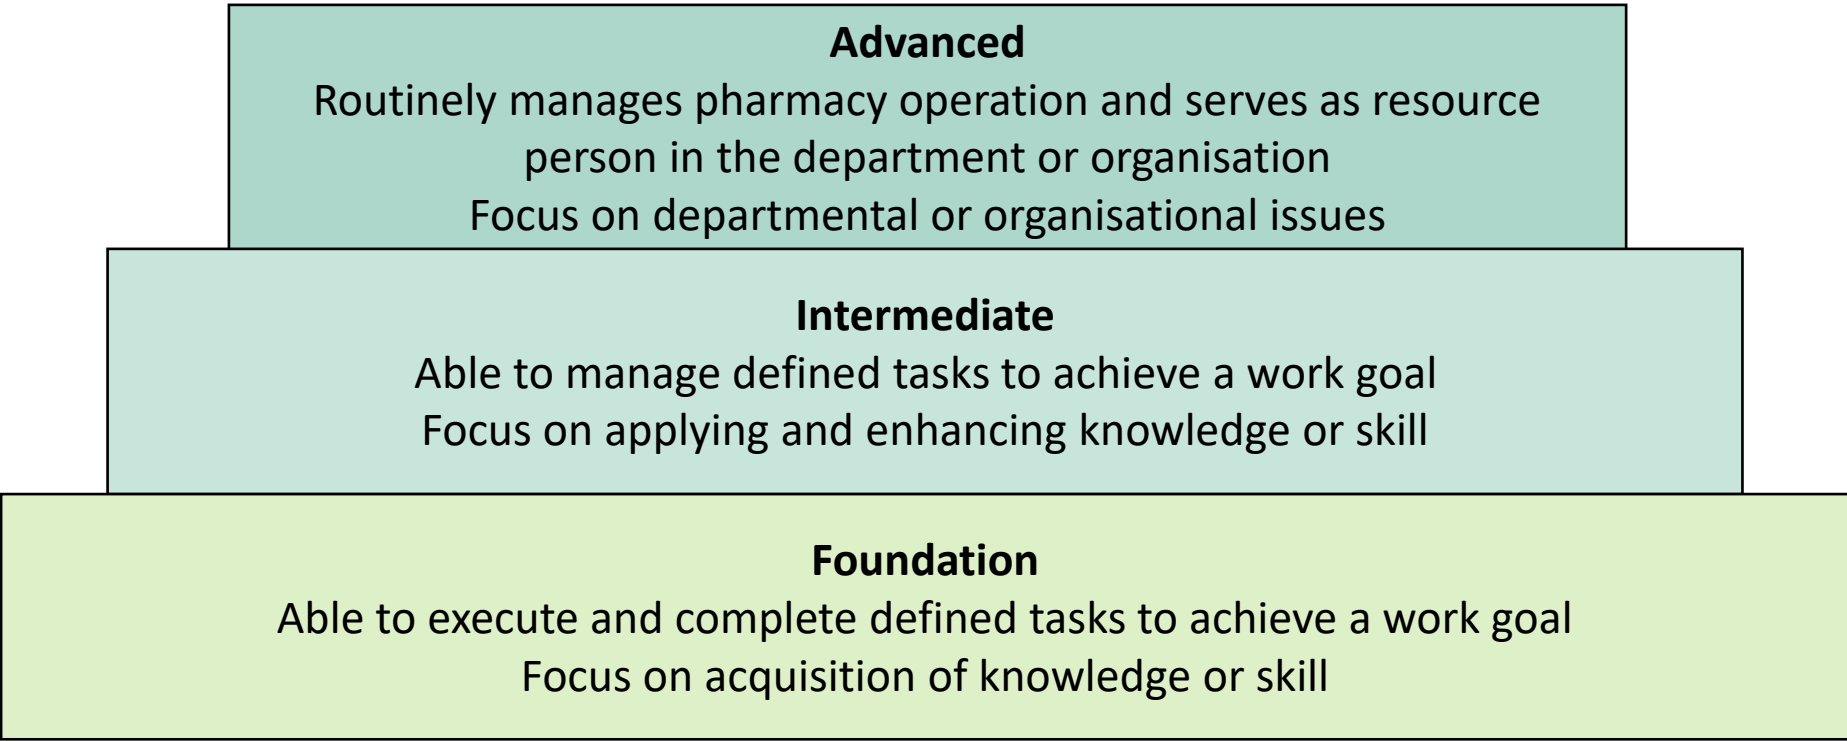 Advanced
Routinely manages pharmacy operation and serves as resource
person in the department or organisation
Focus on departmental or organisational issues
Intermediate
Able to manage defined tasks to achieve a work goal
Focus on applying and enhancing knowledge or skill
Foundation
Able to execute and complete defined tasks to achieve a work goal
Focus on acquisition of knowledge or skill